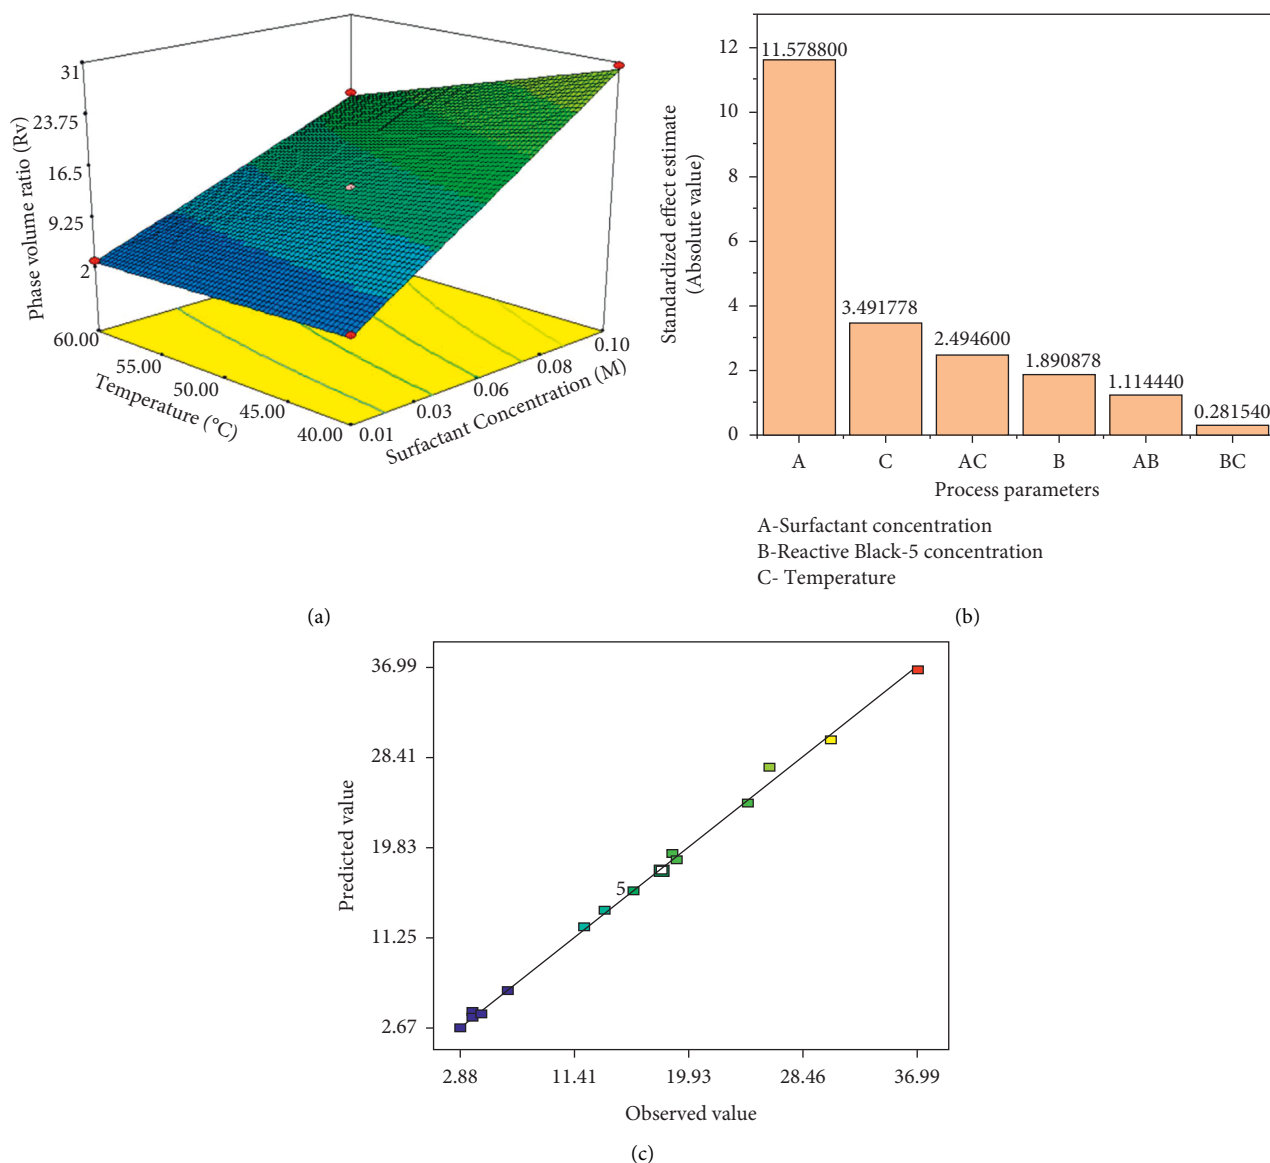 31
23.75
16.5
9.25
2
Phase volume ratio (Rv)
60.00
55.00
50.00
45.00
40.00
Temperature (°C)
0.01
0.03
0.06
0.08
0.10
Surfactant Concentration (M)
(a)
12
10
8
6
4
2
0
Standardized effect estimate
(Absolute value)
11.578800
3.491778
2.494600
1.890878
1.114440
0.281540
A
C
AC
B
AB
BC
Process parameters
A-Surfactant concentration
B-Reactive Black-5 concentration
C- Temperature
(b)
36.99
28.41
19.83
11.25
2.67
Predicted value
5
2.88
11.41
19.93
28.46
36.99
Observed value
(c)